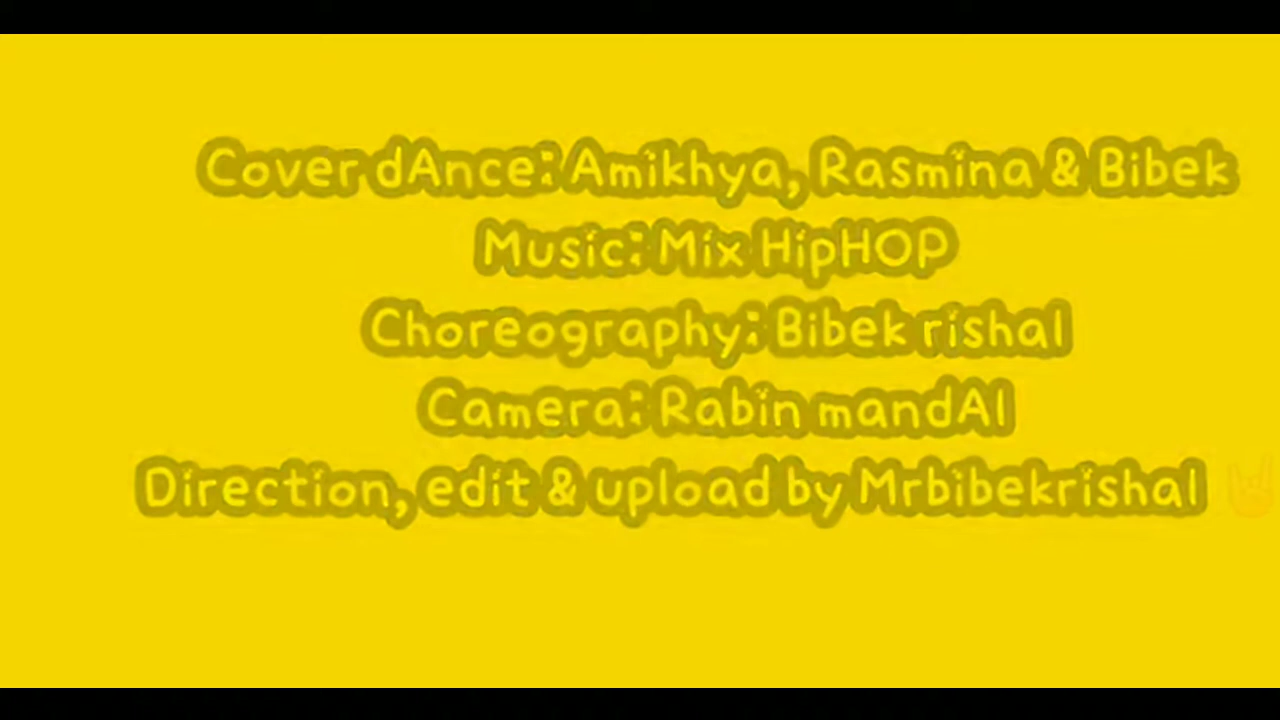 Cover dAnce: Amikhya, Rasmina & Bibek
Music: Mix HipHOP
Choreography: Bibek rishal
Camera: Rabin mandAl
Direction, edit & upload by Mrbibekrishal 🤘